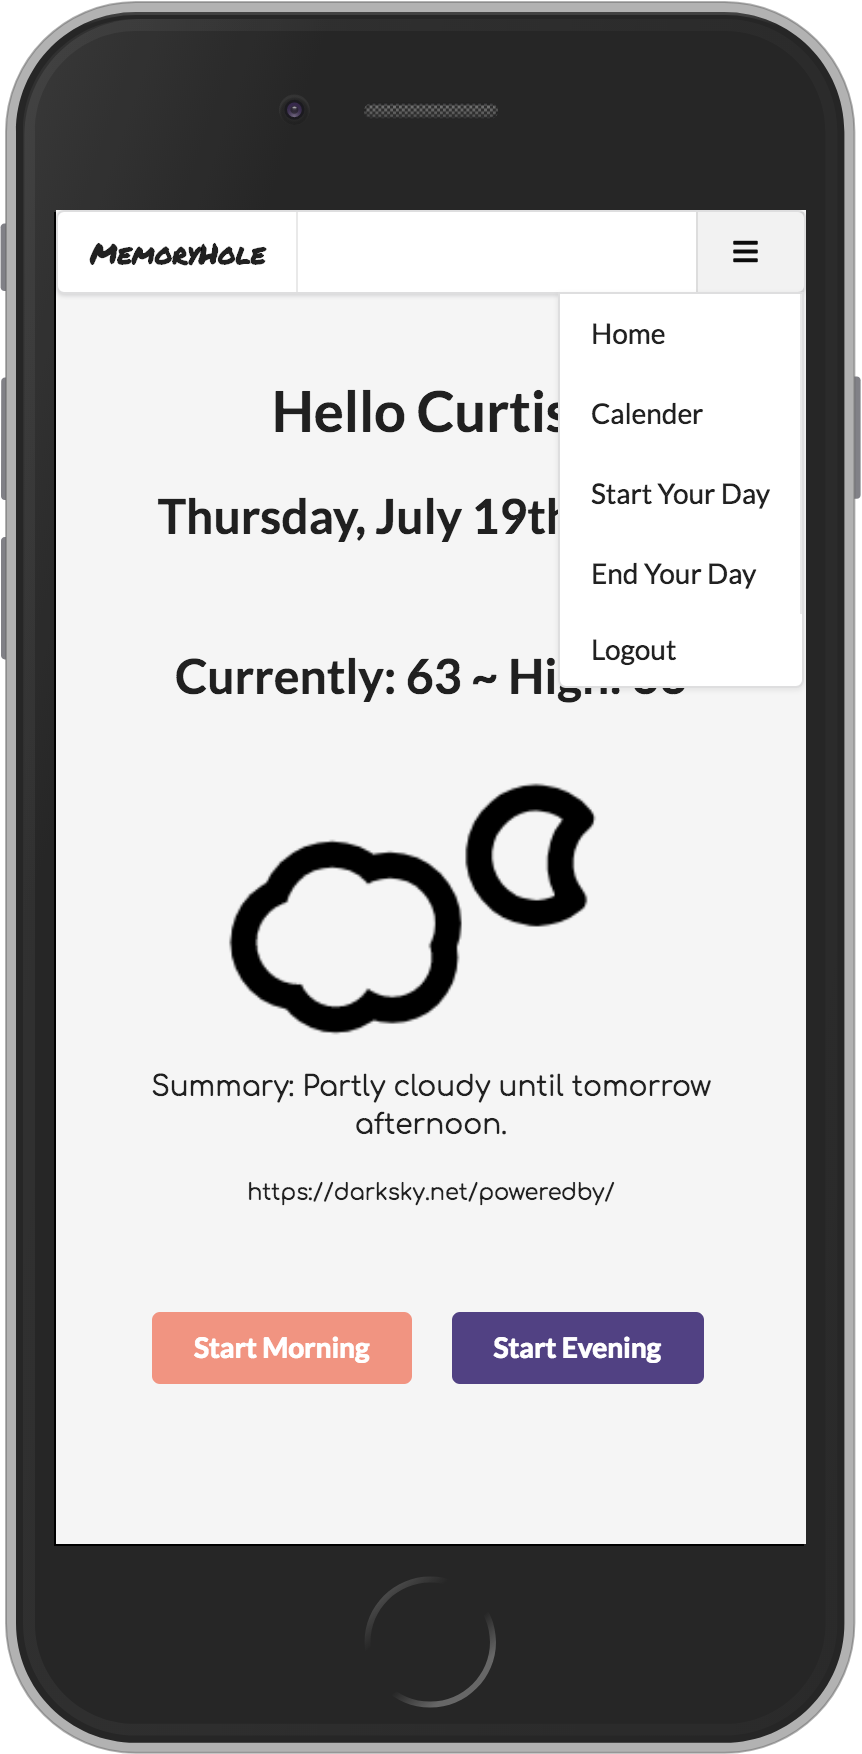 MemoryHole
Home
Calender
Start Your Day
End Your Day
Logout
Hello Curtis
Thursday, July 19th
Currently: 63 ~ High:
Summary: Partly cloudy until tomorrow
afternoon.
https://darksky.net/poweredby/
Start Morning
Start Evening